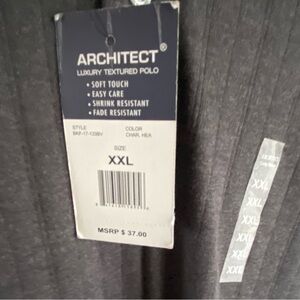 ARCHITECT®
LUXURY TEXTURED POLO
• SOFT TOUCH
• EASY CARE
• SHRINK RESISTANT
• FADE RESISTANT
STYLE
COLOR
CHAR. HEA
SIZE
XXL
MSRP $ 37.00
XXL
XXL
XXL
XXL
XXL